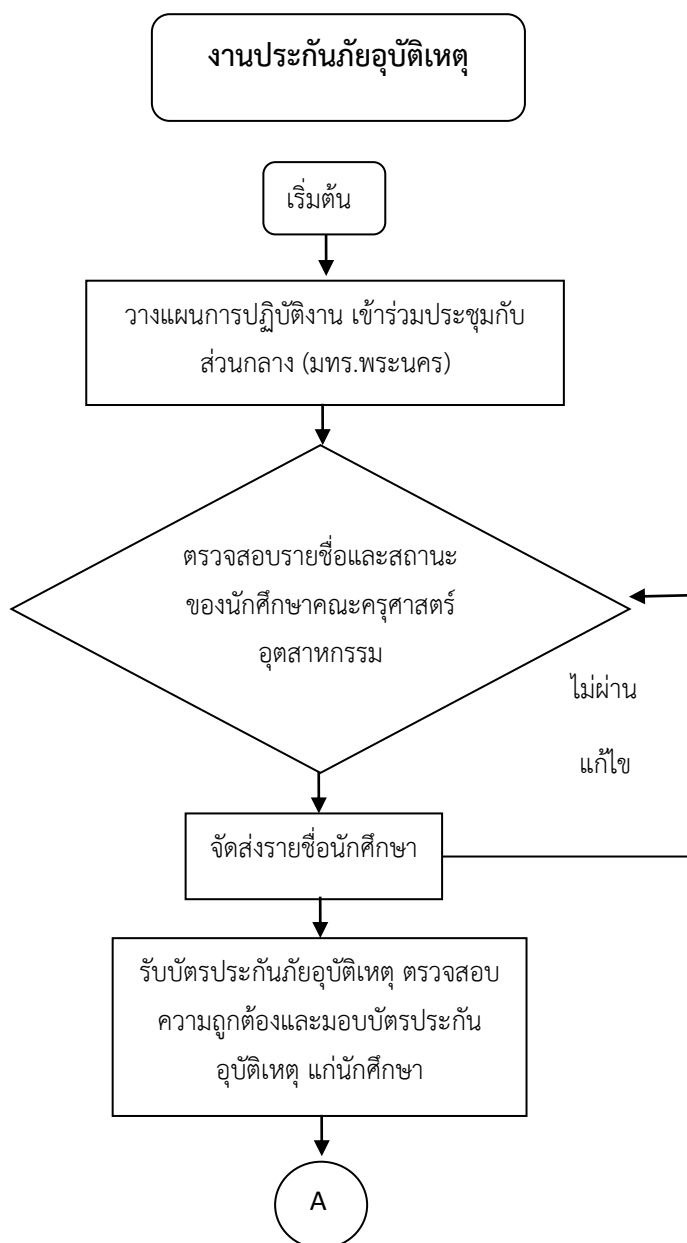 งานประกันภัยอุบัติเหตุ
เริ่มต้น
วางแผนการปฏิบัติงาน เข้าร่วมประชุมกับ
ส่วนกลาง (มทร.พระนคร)
ตรวจสอบรายชื่อและสถานะ
ของนักศึกษาคณะครุศาสตร์
อุตสาหกรรม
ไม่ผ่าน
แก้ไข
จัดส่งรายชื่อนักศึกษา
รับบัตรประกันภัยอุบัติเหตุ ตรวจสอบ
ความถูกต้องและมอบบัตรประกัน
อุบัติเหตุ แก่นักศึกษา
A